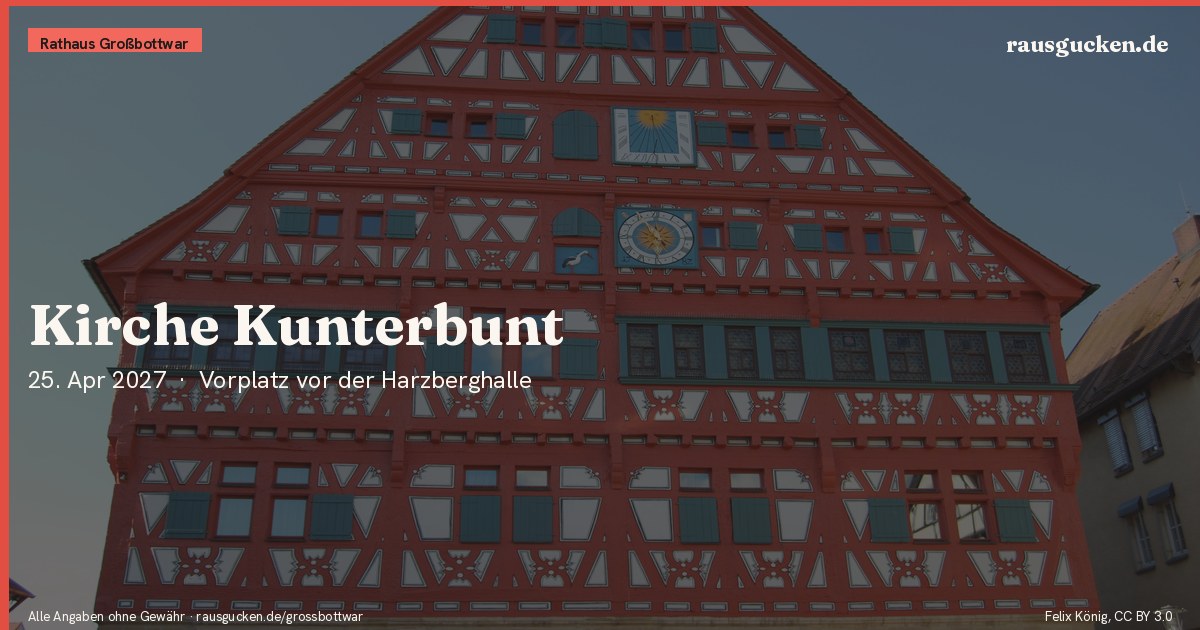 Rathaus Großbottwar
rausgucken.de
Kirche Kunterbunt
25. Apr 2027 · Vorplatz vor der Harzberghalle
Alle Angaben ohne Gewähr · rausgucken.de/grossbottwar
Felix König, CC BY 3.0